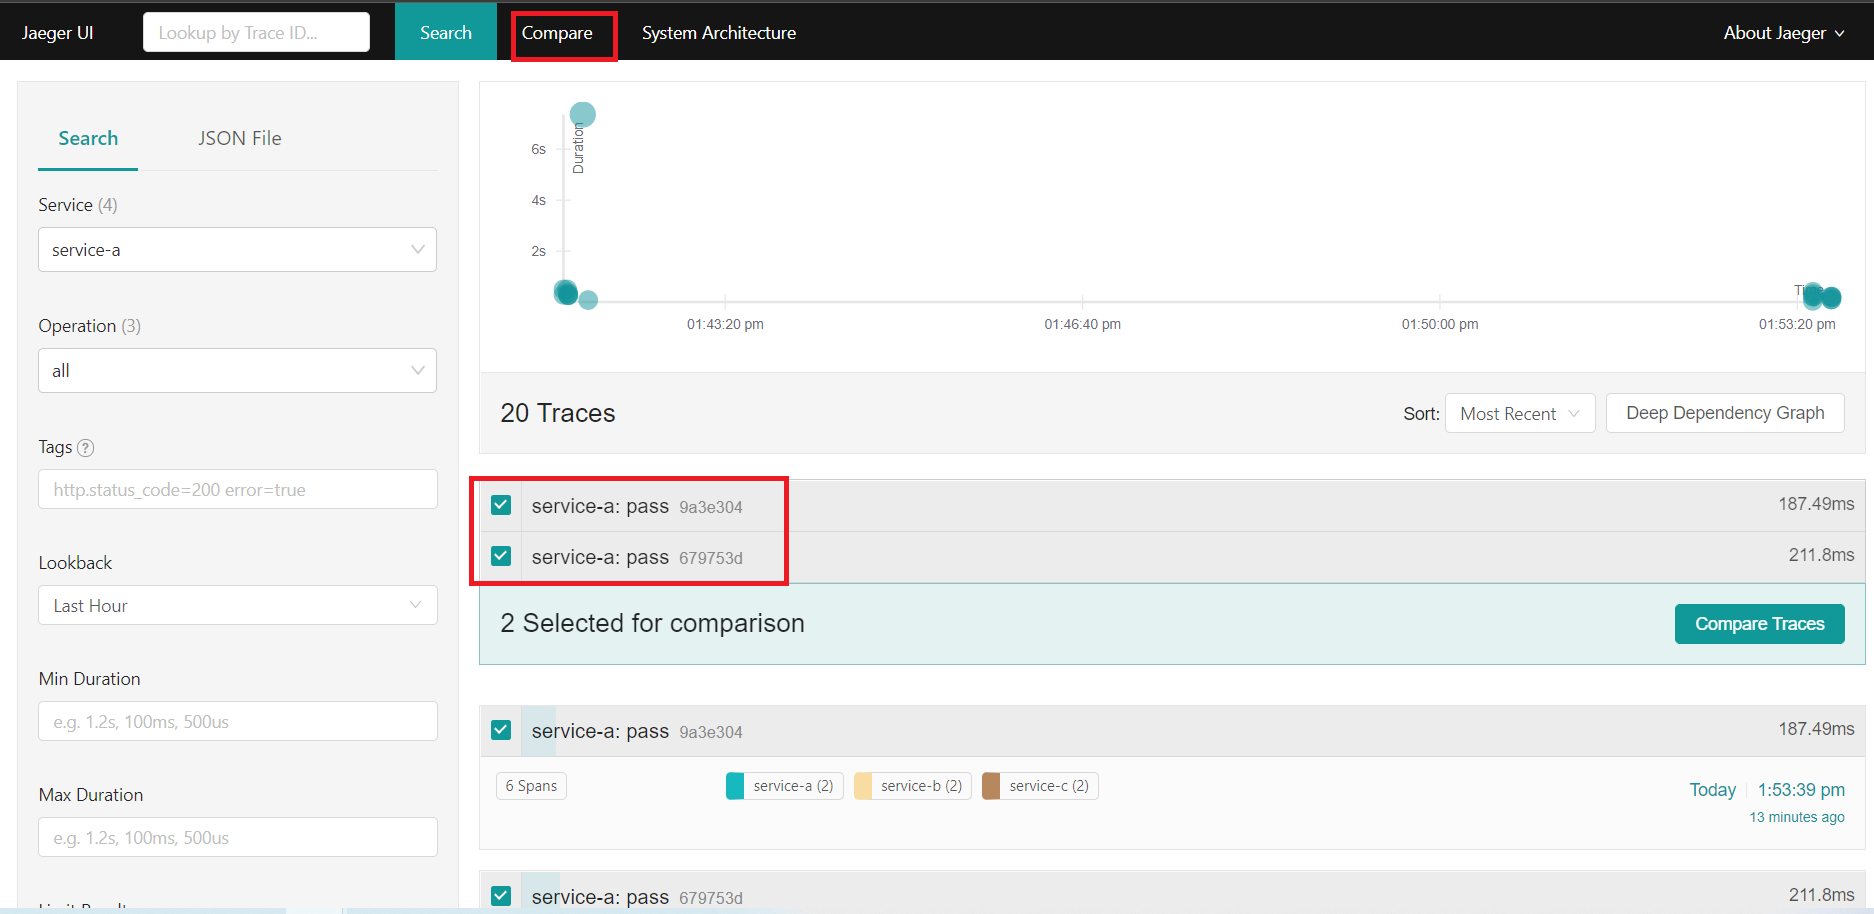 Jaeger UI
Lookup by Trace ID...
Search
Compare
System Architecture
About Jaeger
Search
JSON File
Service (4)
service-a
Operation (3)
all
Tags ?
http.status_code=200 error=true
Lookback
Last Hour
Min Duration
e.g. 1.2s, 100ms, 500us
Max Duration
e.g. 1.2s, 100ms, 500us
Duration
6s
4s
2s
01:43:20 pm
01:46:40 pm
01:50:00 pm
01:53:20 pm
20 Traces
Sort:
Most Recent
Deep Dependency Graph
service-a: pass 9a3e304
187.49ms
service-a: pass 679753d
211.8ms
2 Selected for comparison
Compare Traces
service-a: pass 9a3e304
187.49ms
6 Spans
service-a (2)
service-b (2)
service-c (2)
Today
1:53:39 pm
13 minutes ago
service-a: pass 679753d
211.8ms